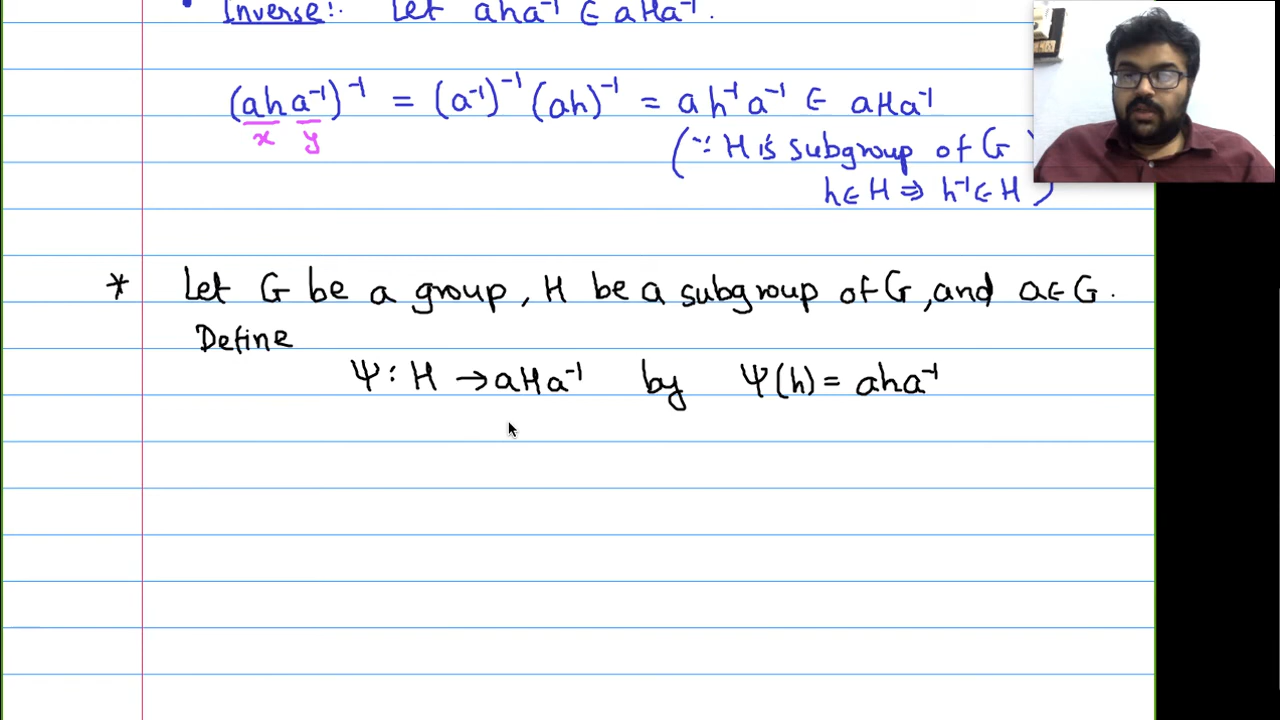 Inverse!. Let aha⁻¹ ∈ aHa⁻¹.
(aha⁻¹)⁻¹ = (a⁻¹)⁻¹ (ah)⁻¹ = ah⁻¹a⁻¹ ∈ aHa⁻¹
x y
(∵ H is subgroup of G
h∈H ⇒ h⁻¹∈H )
* Let G be a group, H be a subgroup of G, and a∈G.
Define
Ψ: H → aHa⁻¹ by Ψ(h) = aha⁻¹